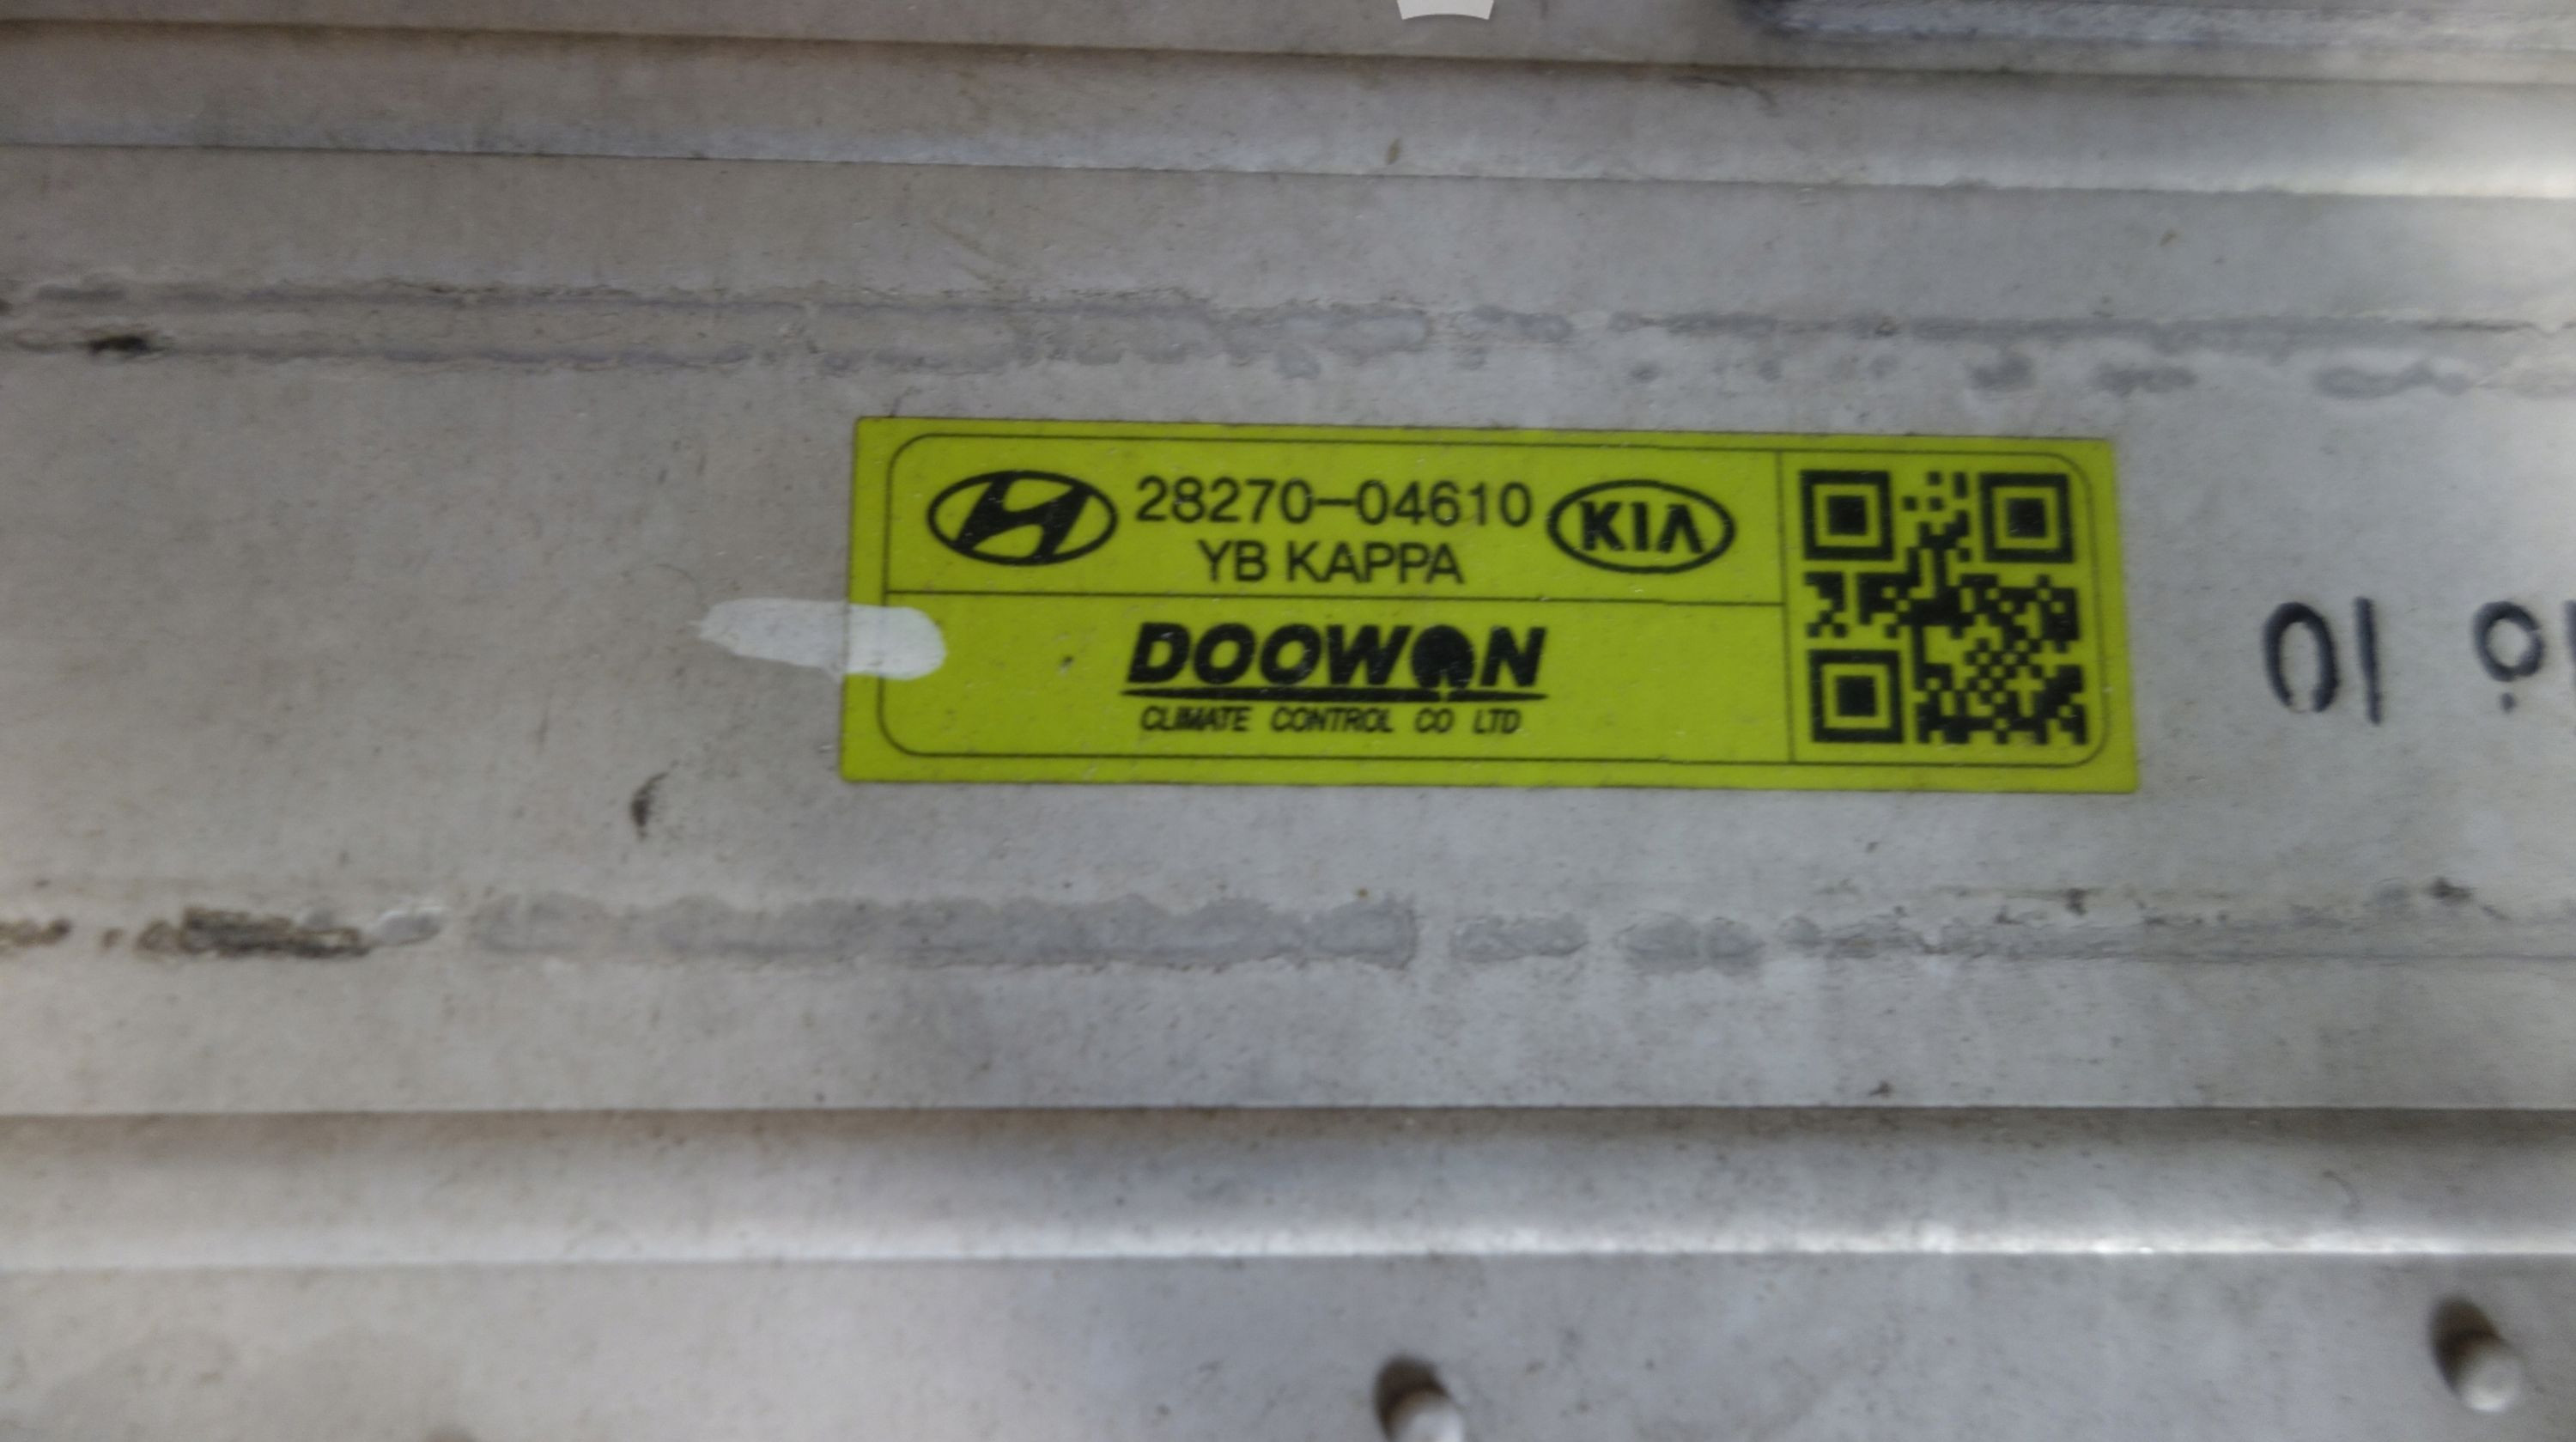 28270-04610
KIA
YB KAPPA
DOOWON
CLIMATE CONTROL CO LTD